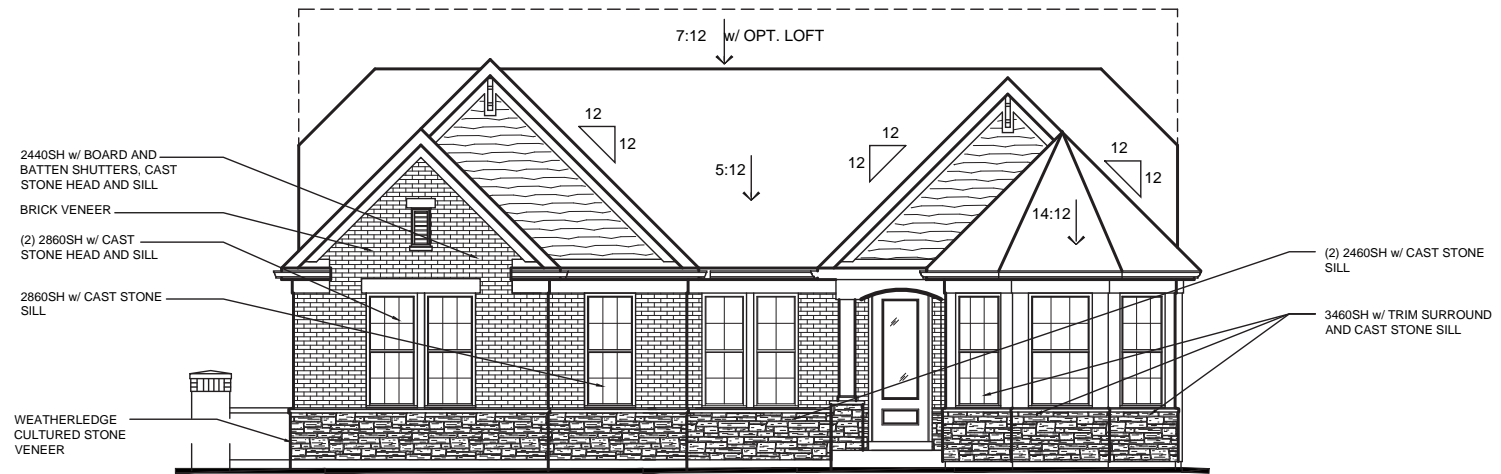 7:12 w/ OPT. LOFT
12
12
12
12
12
12
5:12
14:12
2440SH w/ BOARD AND
BATTEN SHUTTERS, CAST
STONE HEAD AND SILL
BRICK VENEER
(2) 2860SH w/ CAST
STONE HEAD AND SILL
2860SH w/ CAST STONE
SILL
WEATHERLEDGE
CULTURED STONE
VENEER
(2) 2460SH w/ CAST STONE
SILL
3460SH w/ TRIM SURROUND
AND CAST STONE SILL